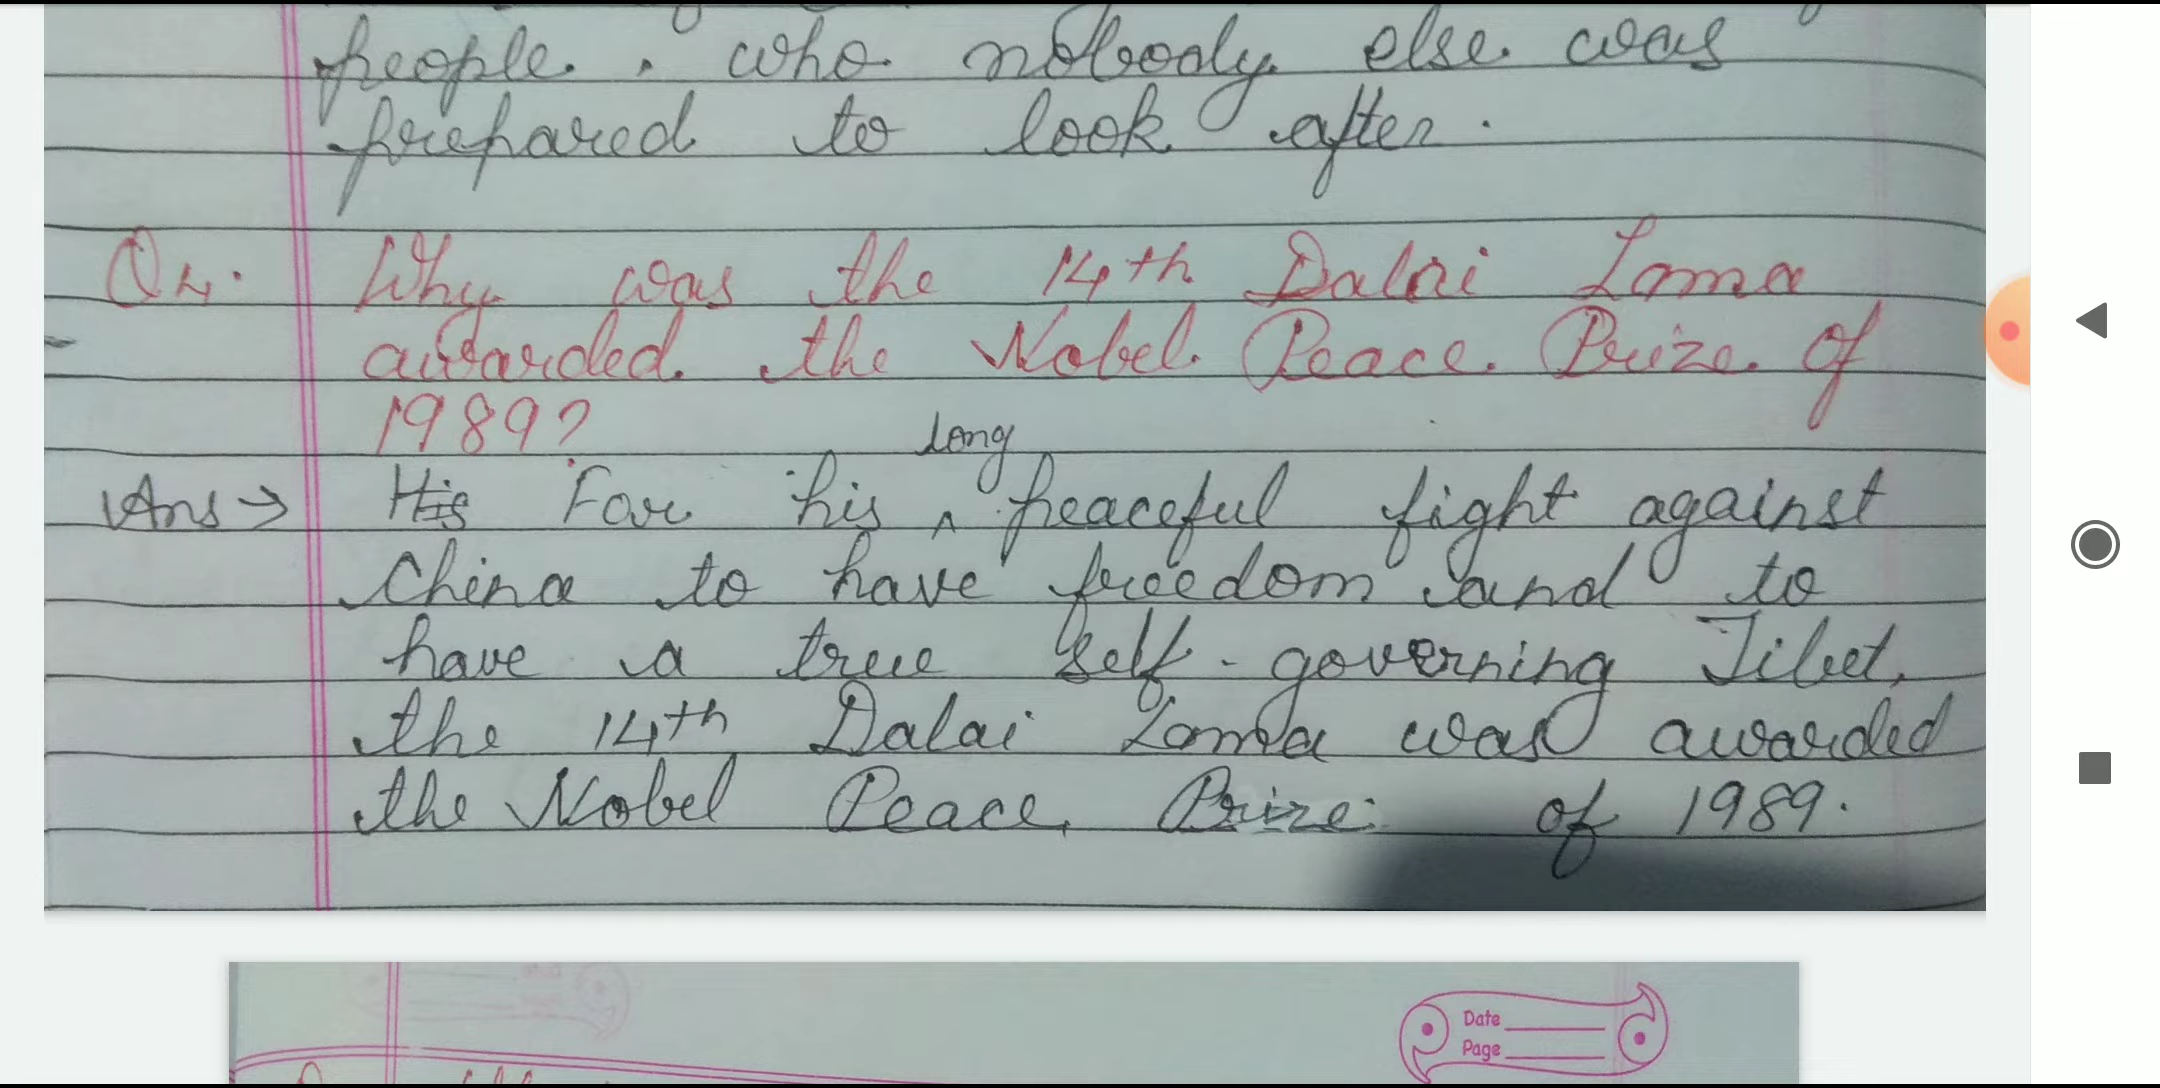 people. who nobody else was
prepared to look after.
Q4. Why was the 14th Dalai Lama
awarded the Nobel Peace Prize of
1989?
long
Ans → His For his ^ peaceful fight against
China to have freedom and to
have a true self-governing Tibet,
the 14th Dalai Lama was awarded
the Nobel Peace Prize of 1989.
Date
Page